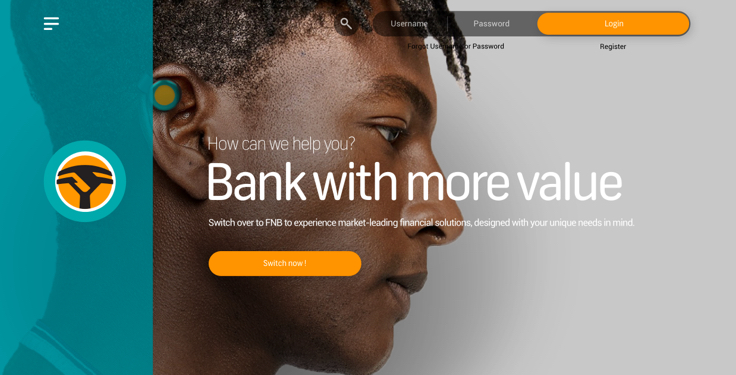 Username
Password
Login
Forgot Username or Password
Register
How can we help you?
Bank with more value
Switch over to FNB to experience market-leading financial solutions, designed with your unique needs in mind.
Switch now !